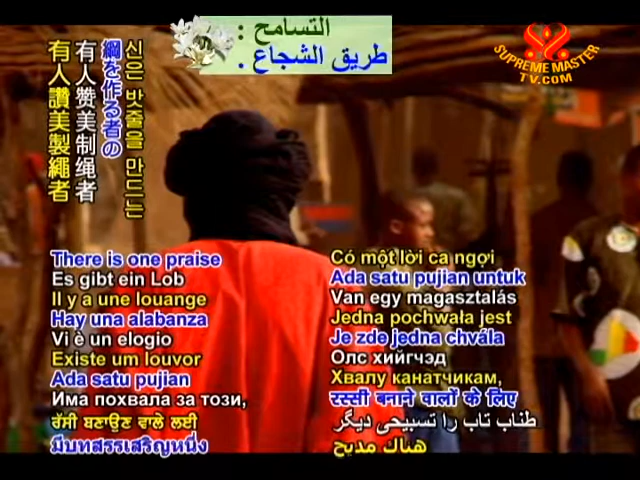 التسامح :
طريق الشجاع .
SUPREME MASTER
TV.COM
신은 밧줄을 만드는
綱を作る者の
有人赞美制绳者
有人讚美製繩者
There is one praise
Es gibt ein Lob
Il y a une louange
Hay una alabanza
Vi è un elogio
Existe um louvor
Ada satu pujian
Има похвала за този,
ਰੱਸੀ ਬਣਾਉਣ ਵਾਲੇ ਲਈ
มีบทสรรเสริญหนึ่ง
Có một lời ca ngợi
Ada satu pujian untuk
Van egy magasztalás
Jedna pochwała jest
Je zde jedna chvála
Олс хийгчэд
Хвалу канатчикам,
रस्सी बनाने वालों के लिए
طناب تاب را تسبیحی دیگر
هناك مديح